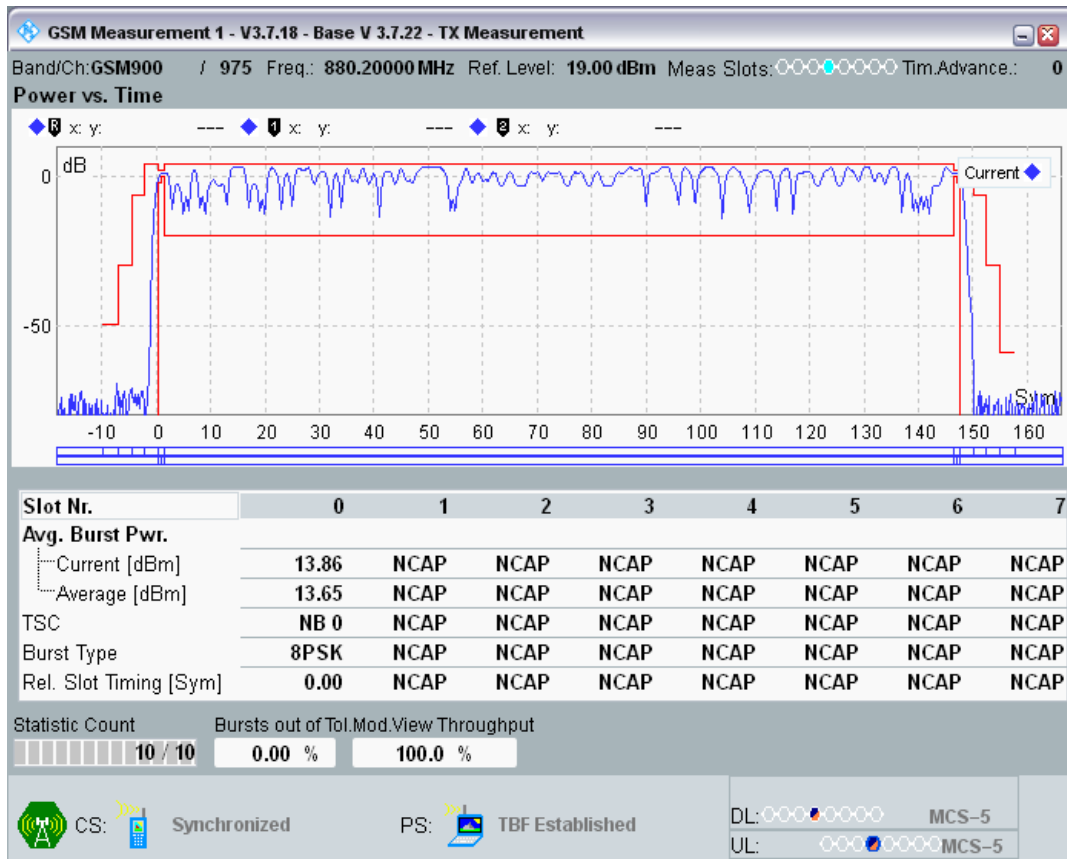 GSM Measurement 1 - V3.7.18 - Base V 3.7.22 - TX Measurement
Band/Ch:GSM900 / 975 Freq.: 880.20000 MHz Ref. Level: 19.00 dBm Meas Slots: Tim.Advance.: 0
Power vs. Time
R x: y: --- 1 x: y: --- 2 x: y: ---
dB
Current
0
-50
Sym
-10 0 10 20 30 40 50 60 70 80 90 100 110 120 130 140 150 160
Slot Nr. 0 1 2 3 4 5 6 7
Avg. Burst Pwr.
Current [dBm] 13.86 NCAP NCAP NCAP NCAP NCAP NCAP NCAP
Average [dBm] 13.65 NCAP NCAP NCAP NCAP NCAP NCAP NCAP
TSC NB 0 NCAP NCAP NCAP NCAP NCAP NCAP NCAP
Burst Type 8PSK NCAP NCAP NCAP NCAP NCAP NCAP NCAP
Rel. Slot Timing [Sym] 0.00 NCAP NCAP NCAP NCAP NCAP NCAP NCAP
Statistic Count Bursts out of Tol.Mod.View Throughput
10 / 10 0.00 % 100.0 %
CS: Synchronized PS: TBF Established DL: MCS-5
UL: MCS-5